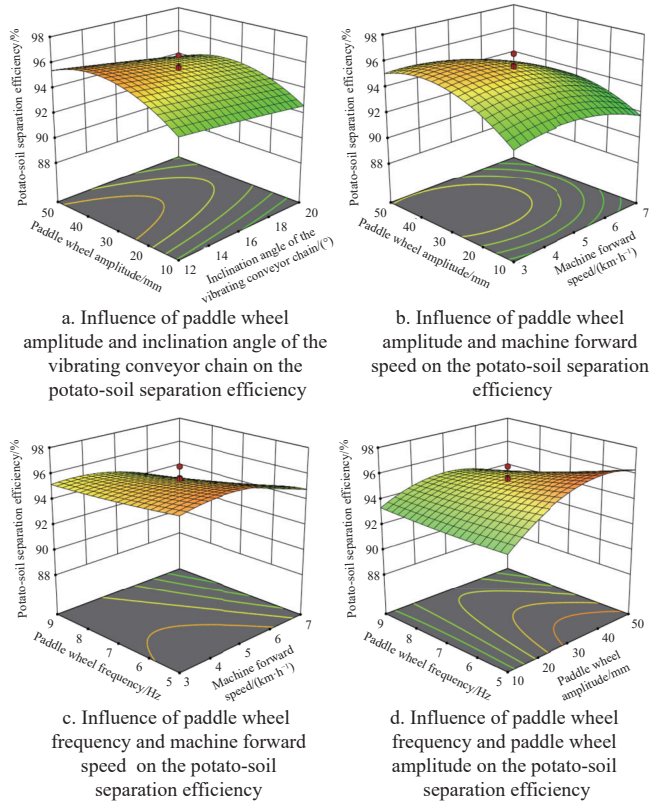 Potato-soil separation efficiency/%
98
96
94
92
90
88
50
40
30
20
10
Paddle wheel amplitude/mm
12
14
16
18
20
Inclination angle of the
vibrating conveyor chain/(°)
a. Influence of paddle wheel
amplitude and inclination angle of the
vibrating conveyor chain on the
potato-soil separation efficiency
Potato-soil separation efficiency/%
98
96
94
92
90
88
50
40
30
20
10
Paddle wheel amplitude/mm
3
4
5
6
7
Machine forward
speed/(km·h⁻¹)
b. Influence of paddle wheel
amplitude and machine forward
speed on the potato-soil separation
efficiency
Potato-soil separation efficiency/%
98
96
94
92
90
88
9
8
7
6
5
Paddle wheel frequency/Hz
3
4
5
6
7
Machine forward
speed/(km·h⁻¹)
c. Influence of paddle wheel
frequency and machine forward
speed on the potato-soil
separation efficiency
Potato-soil separation efficiency/%
98
96
94
92
90
88
9
8
7
6
5
Paddle wheel frequency/Hz
10
20
30
40
50
Paddle wheel
amplitude/mm
d. Influence of paddle wheel
frequency and paddle wheel
amplitude on the potato-soil
separation efficiency